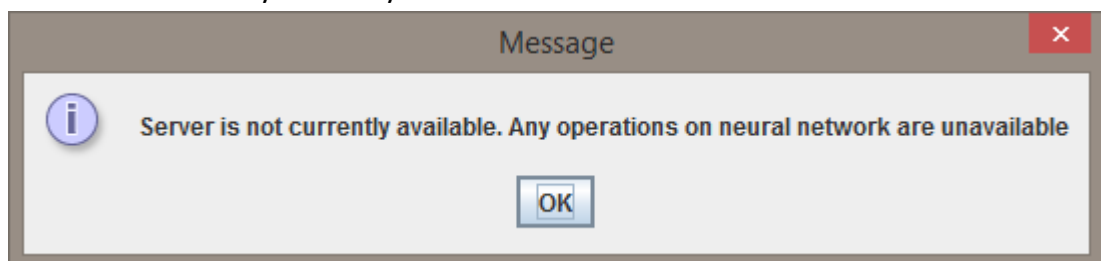 Message
Server is not currently available. Any operations on neural network are unavailable
OK